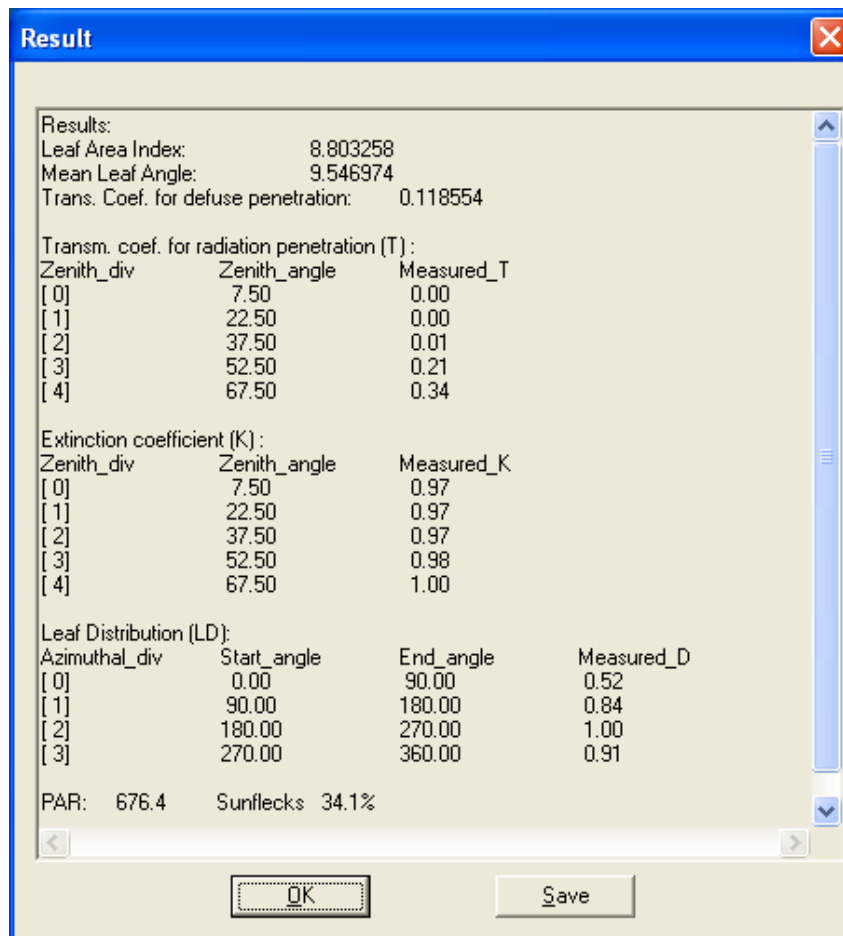 Result
Results:
Leaf Area Index: 8.803258
Mean Leaf Angle: 9.546974
Trans. Coef. for defuse penetration: 0.118554
Transm. coef. for radiation penetration (T) :
Zenith_div Zenith_angle Measured_T
[ 0] 7.50 0.00
[ 1] 22.50 0.00
[ 2] 37.50 0.01
[ 3] 52.50 0.21
[ 4] 67.50 0.34
Extinction coefficient (K) :
Zenith_div Zenith_angle Measured_K
[ 0] 7.50 0.97
[ 1] 22.50 0.97
[ 2] 37.50 0.97
[ 3] 52.50 0.98
[ 4] 67.50 1.00
Leaf Distribution (LD):
Azimuthal_div Start_angle End_angle Measured_D
[ 0] 0.00 90.00 0.52
[ 1] 90.00 180.00 0.84
[ 2] 180.00 270.00 1.00
[ 3] 270.00 360.00 0.91
PAR: 676.4 Sunflecks 34.1%
OK Save